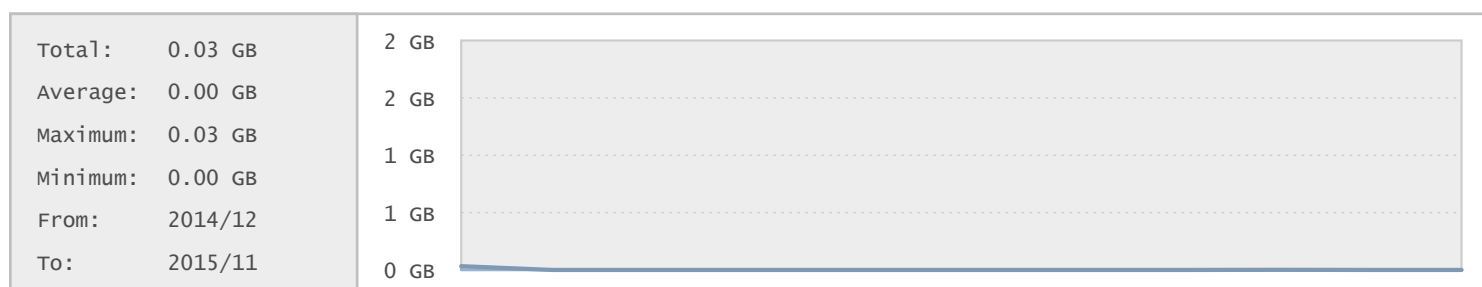 Total: 0.03 GB
Average: 0.00 GB
Maximum: 0.03 GB
Minimum: 0.00 GB
From: 2014/12
To: 2015/11
2 GB
2 GB
1 GB
1 GB
0 GB